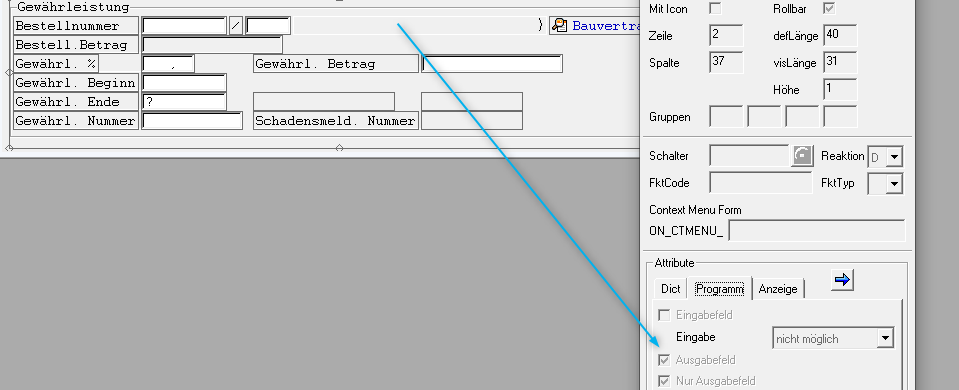 Gewährleistung
Bestellnummer / ) Bauvertra
Bestell.Betrag
Gewährl. % , Gewährl. Betrag
Gewährl. Beginn
Gewährl. Ende ?
Gewährl. Nummer Schadensmeld. Nummer
Mit Icon Rollbar
Zeile 2 defLänge 40
Spalte 37 visLänge 31
Höhe 1
Gruppen
Schalter Reaktion D
FktCode FktTyp
Context Menu Form
ON_CTMENU_
Attribute
Dict Programm Anzeige
Eingabefeld
Eingabe nicht möglich
Ausgabefeld
Nur Ausgabefeld